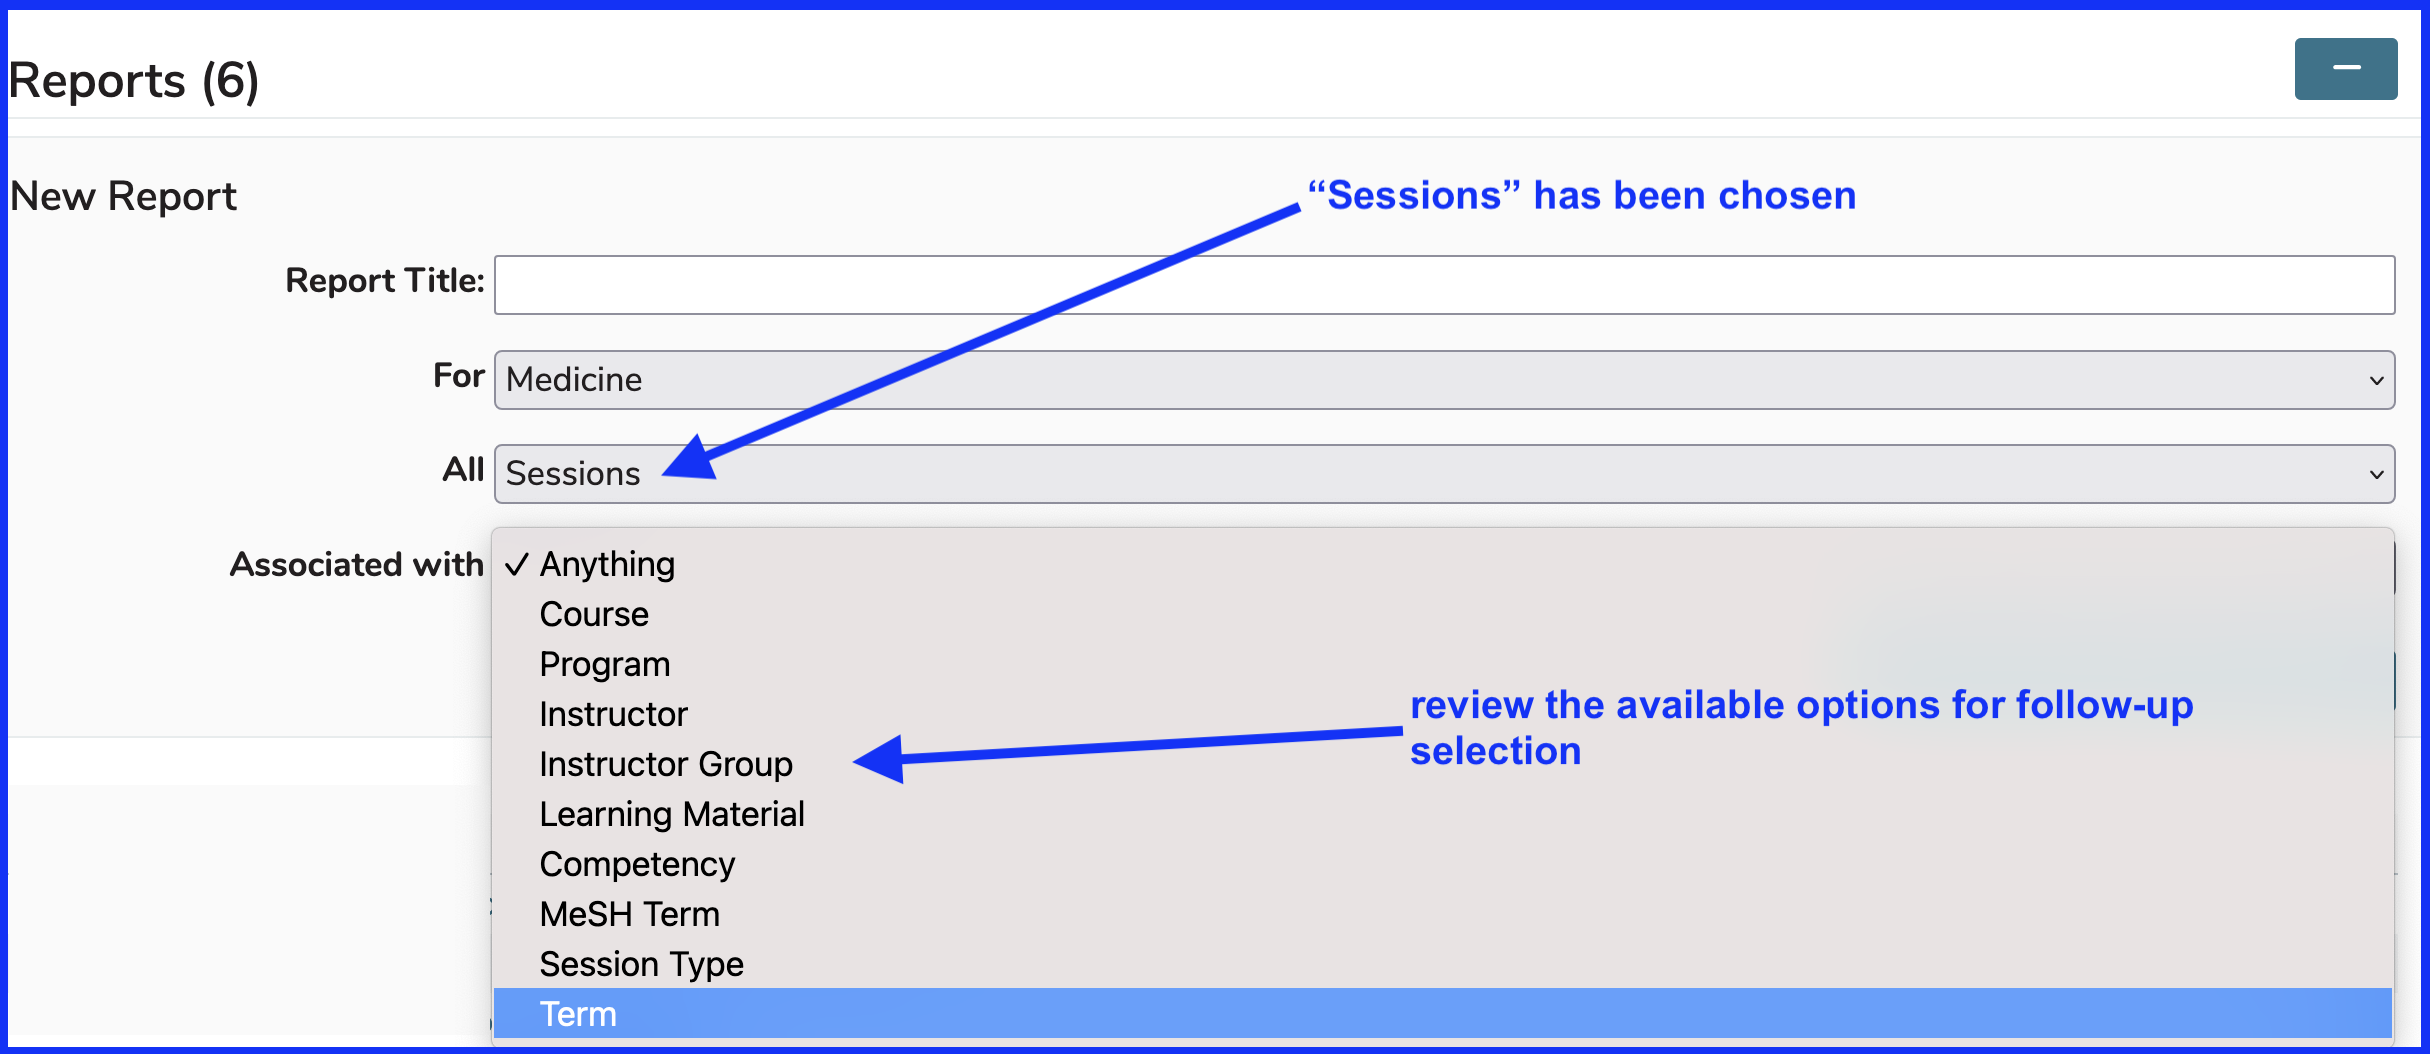 Reports (6)
New Report
“Sessions” has been chosen
Report Title:
For Medicine
All Sessions
Associated with ✓ Anything
Course
Program
Instructor
review the available options for follow-up
selection
Instructor Group
Learning Material
Competency
MeSH Term
Session Type
Term